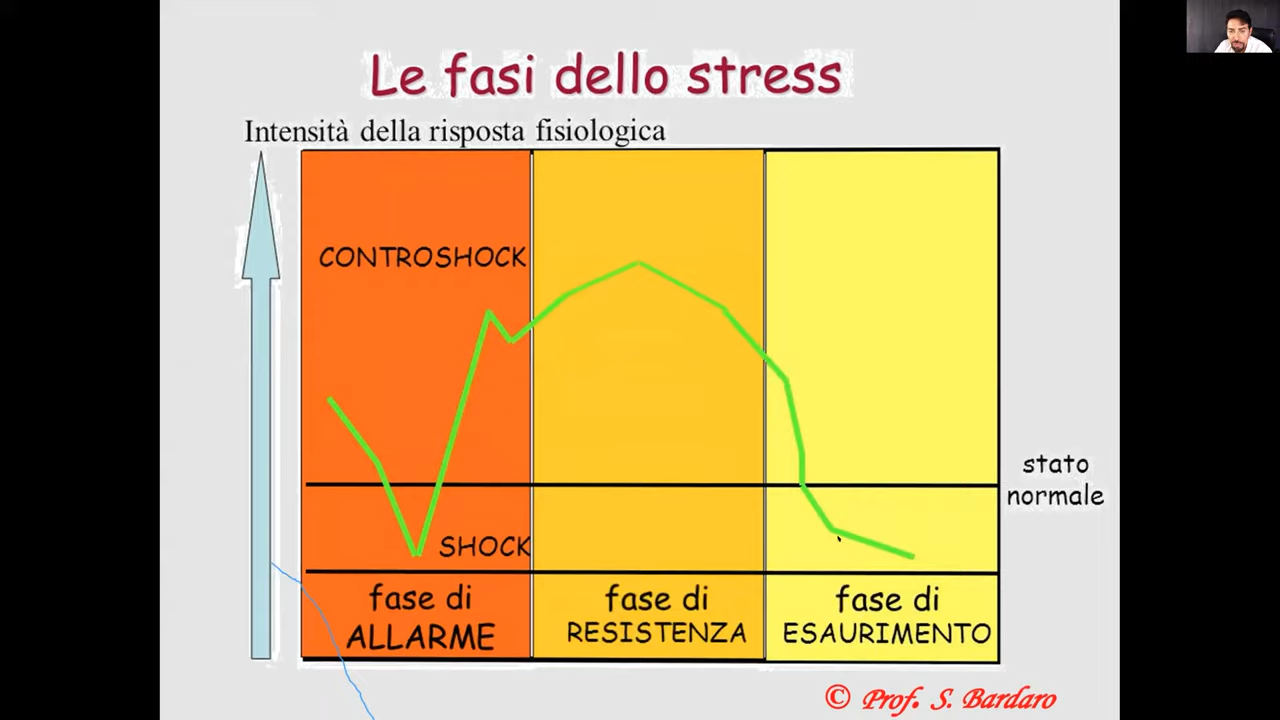 Le fasi dello stress
Intensità della risposta fisiologica
CONTROSHOCK
stato
normale
SHOCK
fase di
ALLARME
fase di
RESISTENZA
fase di
ESAURIMENTO
© Prof. S. Bardaro